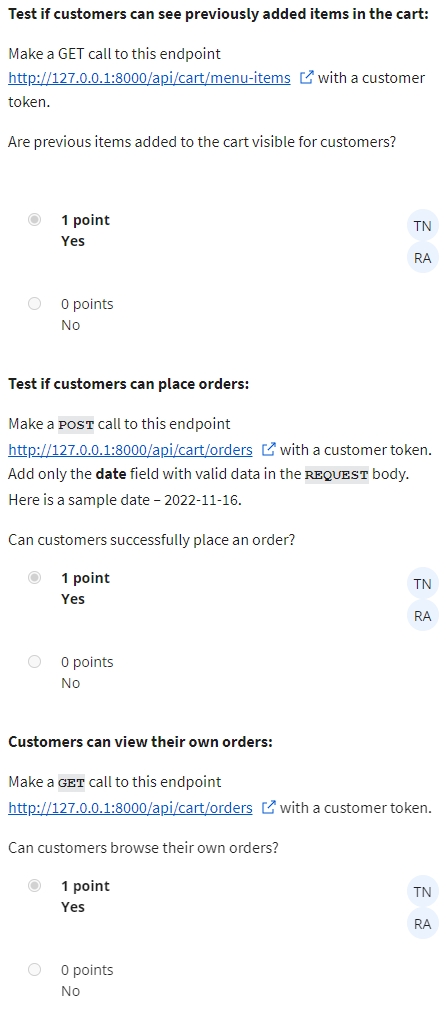 Test if customers can see previously added items in the cart:
Make a GET call to this endpoint
http://127.0.0.1:8000/api/cart/menu-items with a customer
token.
Are previous items added to the cart visible for customers?
1 point
Yes
TN
RA
0 points
No
Test if customers can place orders:
Make a POST call to this endpoint
http://127.0.0.1:8000/api/cart/orders with a customer token.
Add only the date field with valid data in the REQUEST body.
Here is a sample date – 2022-11-16.
Can customers successfully place an order?
1 point
Yes
TN
RA
0 points
No
Customers can view their own orders:
Make a GET call to this endpoint
http://127.0.0.1:8000/api/cart/orders with a customer token.
Can customers browse their own orders?
1 point
Yes
TN
RA
0 points
No